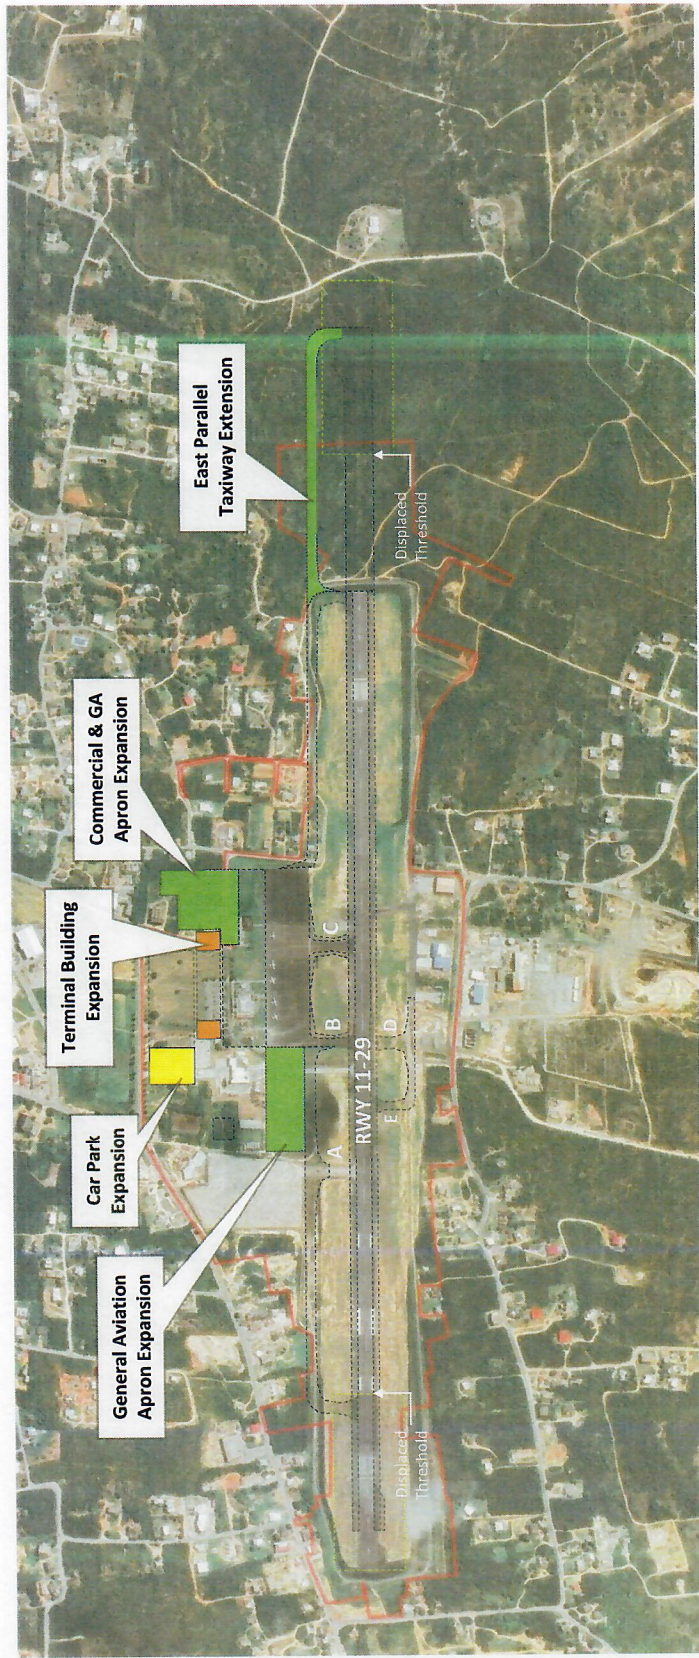 General Aviation
Apron Expansion
Car Park
Expansion
Terminal Building
Expansion
Commercial & GA
Apron Expansion
East Parallel
Taxiway Extension
A
B
C
RWY 11-29
E
D
Displaced
Threshold
Displaced
Threshold